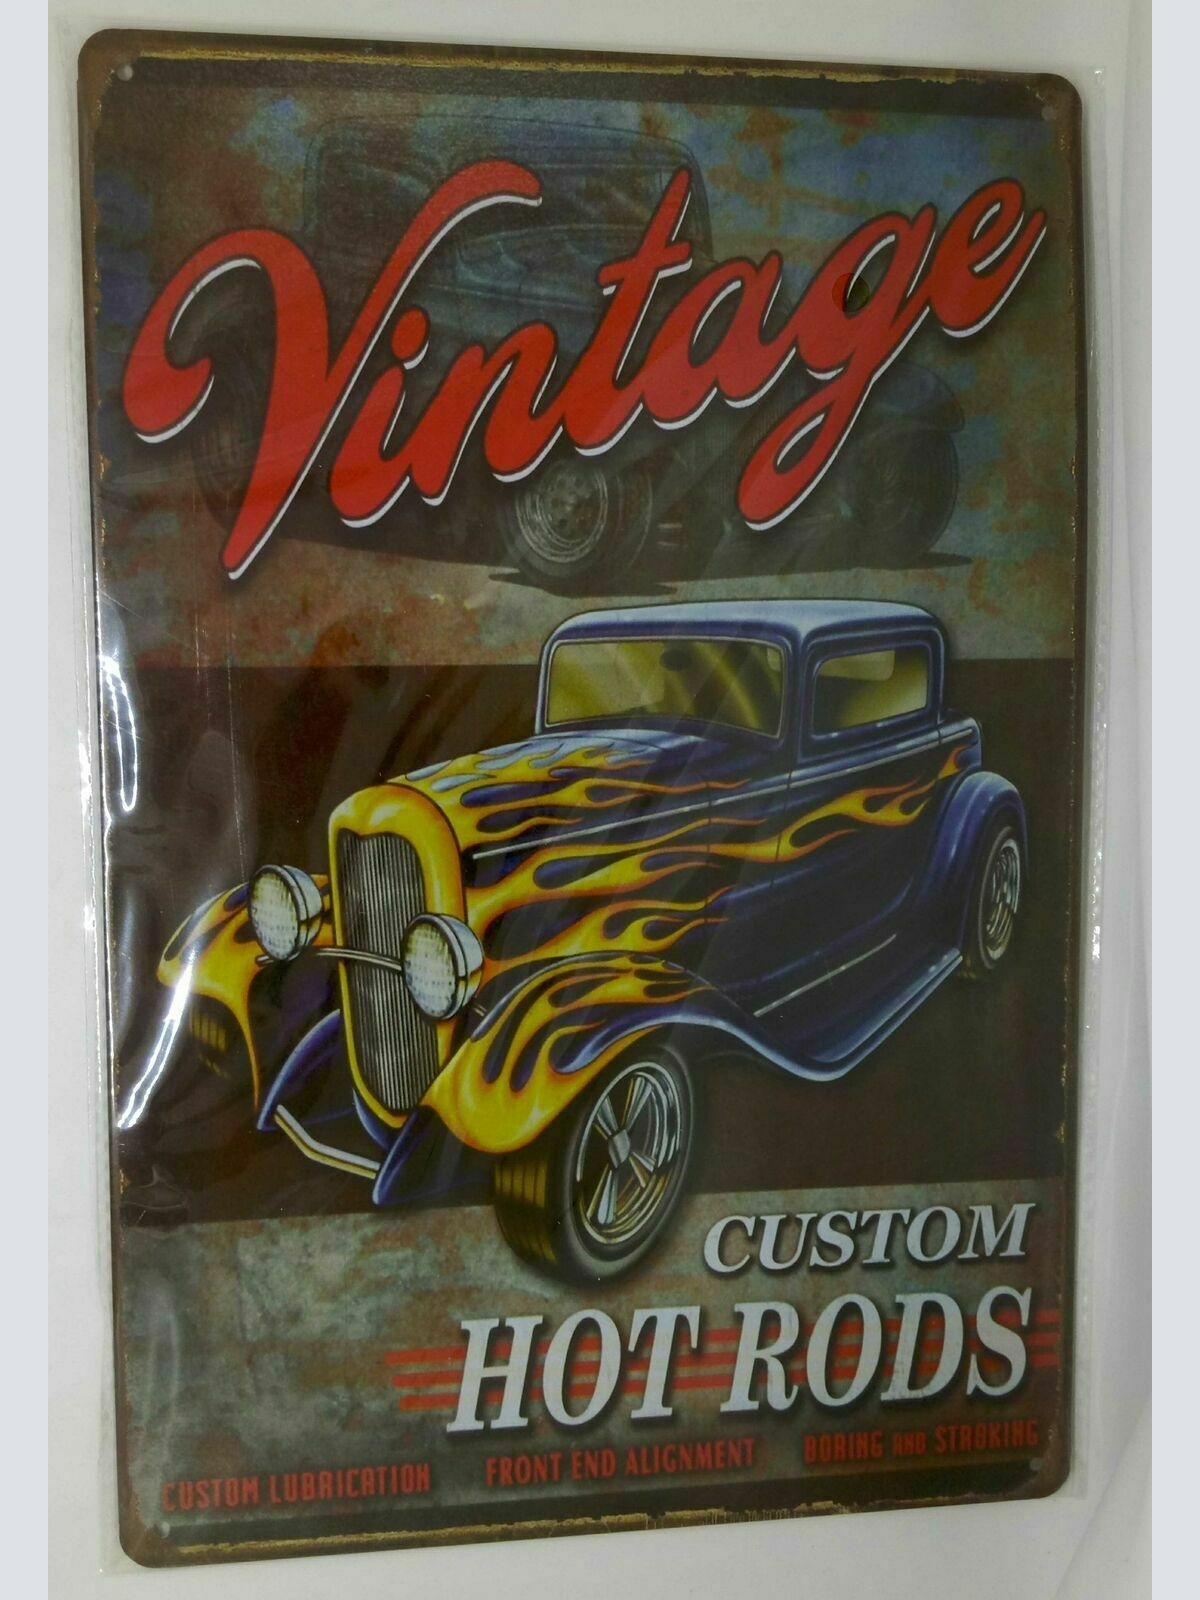 Vintage
CUSTOM
HOT RODS
CUSTOM LUBRICATION FRONT END ALIGNMENT BORING AND STROKING